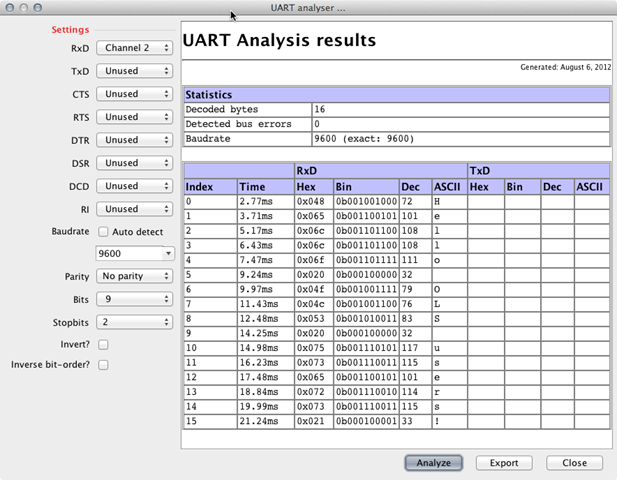 UART analyser ...
Settings
RxD Channel 2
TxD Unused
CTS Unused
RTS Unused
DTR Unused
DSR Unused
DCD Unused
RI Unused
Baudrate Auto detect
9600
Parity No parity
Bits 9
Stopbits 2
Invert?
Inverse bit-order?
UART Analysis results
Generated: August 6, 2012
Statistics
Decoded bytes 16
Detected bus errors 0
Baudrate 9600 (exact: 9600)
RxD TxD
Index Time Hex Bin Dec ASCII Hex Bin Dec ASCII
0 2.77ms 0x048 0b001001000 72 H
1 3.71ms 0x065 0b001100101 101 e
2 5.17ms 0x06c 0b001101100 108 l
3 6.43ms 0x06c 0b001101100 108 l
4 7.47ms 0x06f 0b001101111 111 o
5 9.24ms 0x020 0b000100000 32
6 9.97ms 0x04f 0b001001111 79 O
7 11.43ms 0x04c 0b001001100 76 L
8 12.48ms 0x053 0b001010011 83 S
9 14.25ms 0x020 0b000100000 32
10 14.98ms 0x075 0b001110101 117 u
11 16.23ms 0x073 0b001110011 115 s
12 17.48ms 0x065 0b001100101 101 e
13 18.84ms 0x072 0b001110010 114 r
14 19.99ms 0x073 0b001110011 115 s
15 21.24ms 0x021 0b000100001 33 !
Analyze Export Close